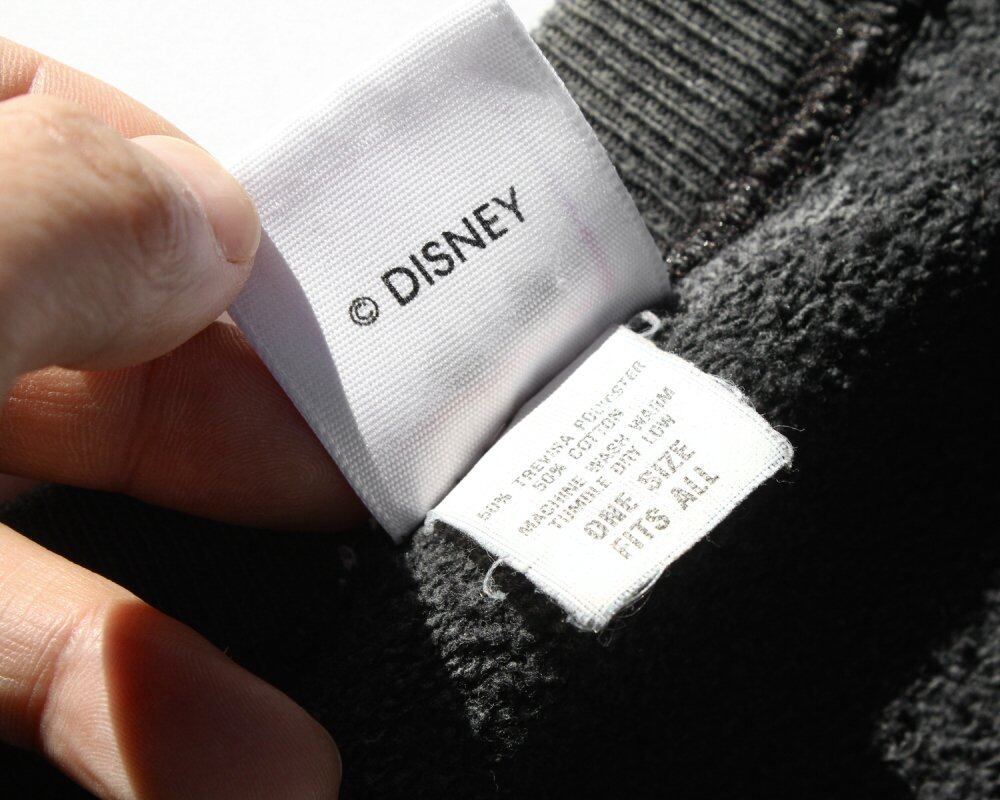 © DISNEY
50% TREVIRA POLYESTER
50% COTTON
MACHINE WASH WARM
TUMBLE DRY LOW
ONE SIZE
FITS ALL